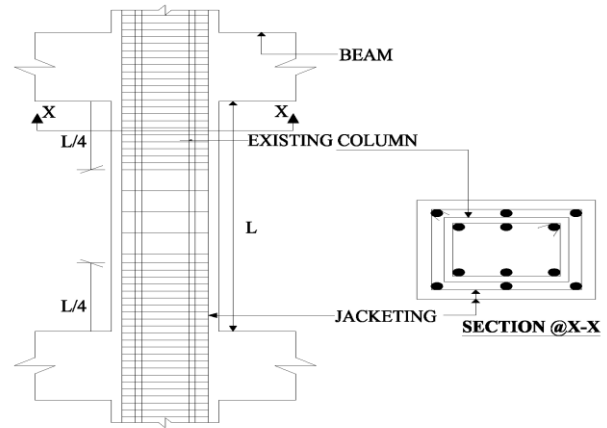 BEAM
X
X
L/4
EXISTING COLUMN
L
L/4
JACKETING
SECTION @X-X